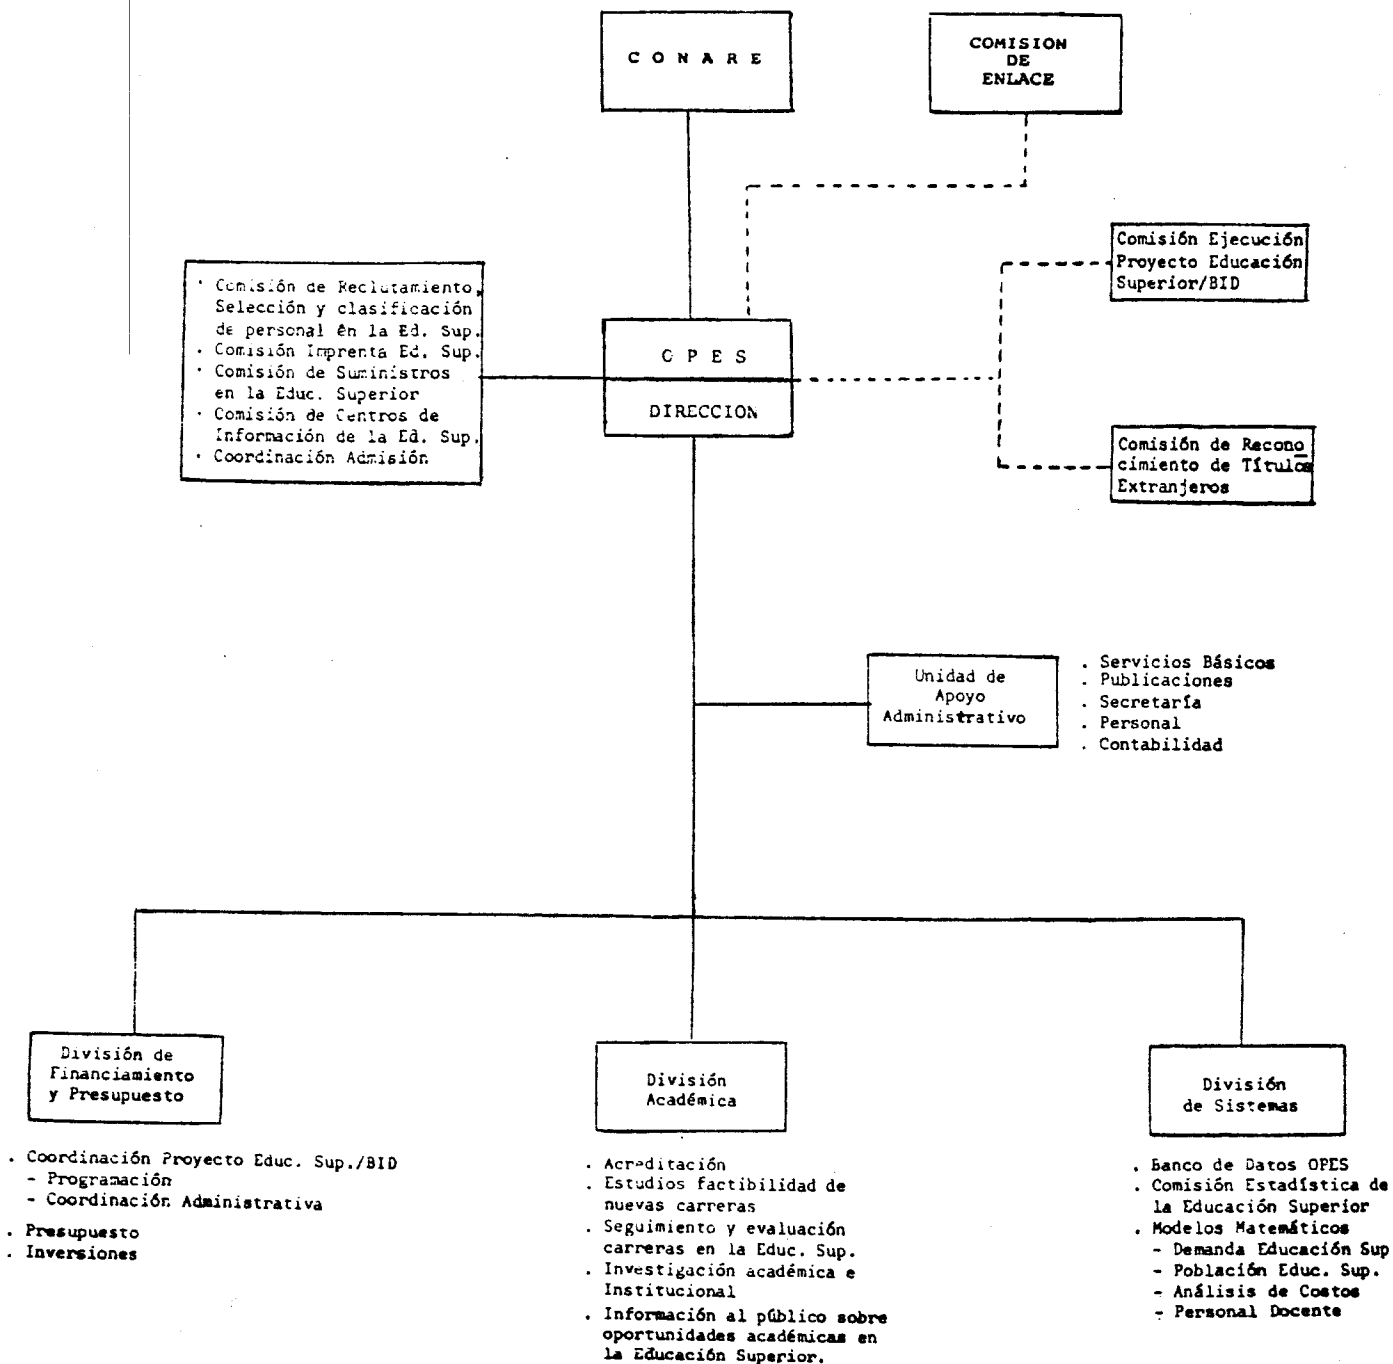 C O N A R E
COMISION
DE
ENLACE
Comisión Ejecución
Proyecto Educación
Superior/BID
· Comisión de Reclutamiento,
Selección y clasificación
de personal en la Ed. Sup.
· Comisión Imprenta Ed. Sup.
· Comisión de Suministros
en la Educ. Superior
· Comisión de Centros de
Información de la Ed. Sup.
· Coordinación Admisión
O P E S
DIRECCION
Comisión de Recono
cimiento de Títulos
Extranjeros
Unidad de
Apoyo
Administrativo
. Servicios Básicos
. Publicaciones
. Secretaría
. Personal
. Contabilidad
División de
Financiamiento
y Presupuesto
. Coordinación Proyecto Educ. Sup./BID
- Programación
- Coordinación Administrativa
. Presupuesto
. Inversiones
División
Académica
. Acreditación
. Estudios factibilidad de
nuevas carreras
. Seguimiento y evaluación
carreras en la Educ. Sup.
. Investigación académica e
Institucional
. Información al público sobre
oportunidades académicas en
la Educación Superior.
División
de Sistemas
. Banco de Datos OPES
. Comisión Estadística de
la Educación Superior
. Modelos Matemáticos
- Demanda Educación Sup
- Población Educ. Sup.
- Análisis de Costos
- Personal Docente